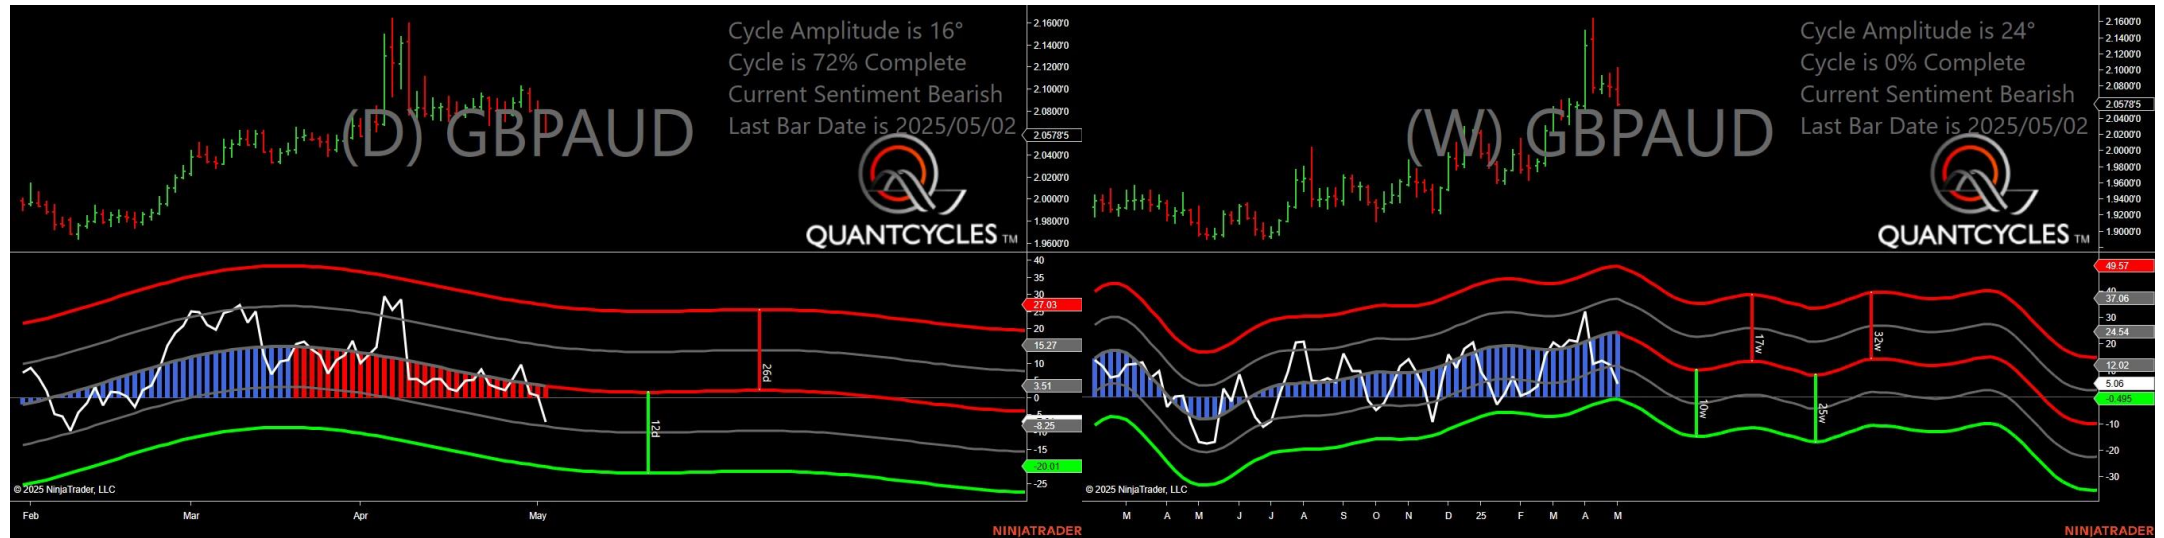 Cycle Amplitude is 16°
Cycle is 72% Complete
Current Sentiment Bearish
Last Bar Date is 2025/05/02
(D) GBPAUD
QUANTCYCLES TM
2.1600'0
2.1400'0
2.1200'0
2.1000'0
2.0800'0
2.0578'5
2.0400'0
2.0200'0
2.0000'0
1.9800'0
1.9600'0
40
35
30
27.03
25
20
15.27
10
3.51
0
-5
-8.25
-10
-15
-20.01
-25
26d
12d
© 2025 NinjaTrader, LLC
Feb Mar Apr May
NINJATRADER
Cycle Amplitude is 24°
Cycle is 0% Complete
Current Sentiment Bearish
Last Bar Date is 2025/05/02
(W) GBPAUD
QUANTCYCLES TM
2.1600'0
2.1400'0
2.1200'0
2.1000'0
2.0800'0
2.0578'5
2.0400'0
2.0200'0
2.0000'0
1.9800'0
1.9600'0
1.9400'0
1.9200'0
1.9000'0
49.57
40
37.06
30
24.54
20
12.02
5.06
-0.495
-10
-20
-30
17w
32w
10w
25w
© 2025 NinjaTrader, LLC
M A M J J A S O N D 25 F M A M
NINJATRADER